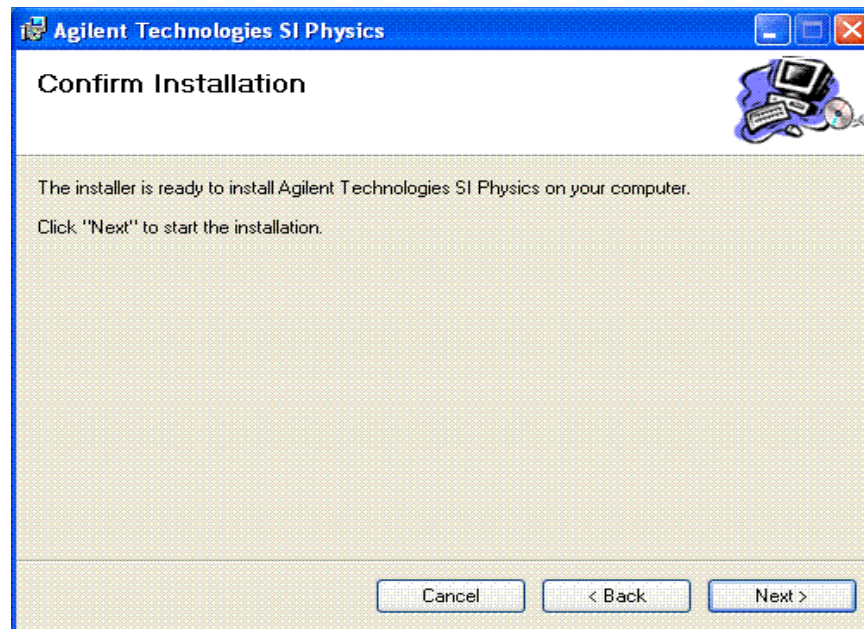 Agilent Technologies SI Physics
Confirm Installation
The installer is ready to install Agilent Technologies SI Physics on your computer.
Click "Next" to start the installation.
Cancel
< Back
Next >